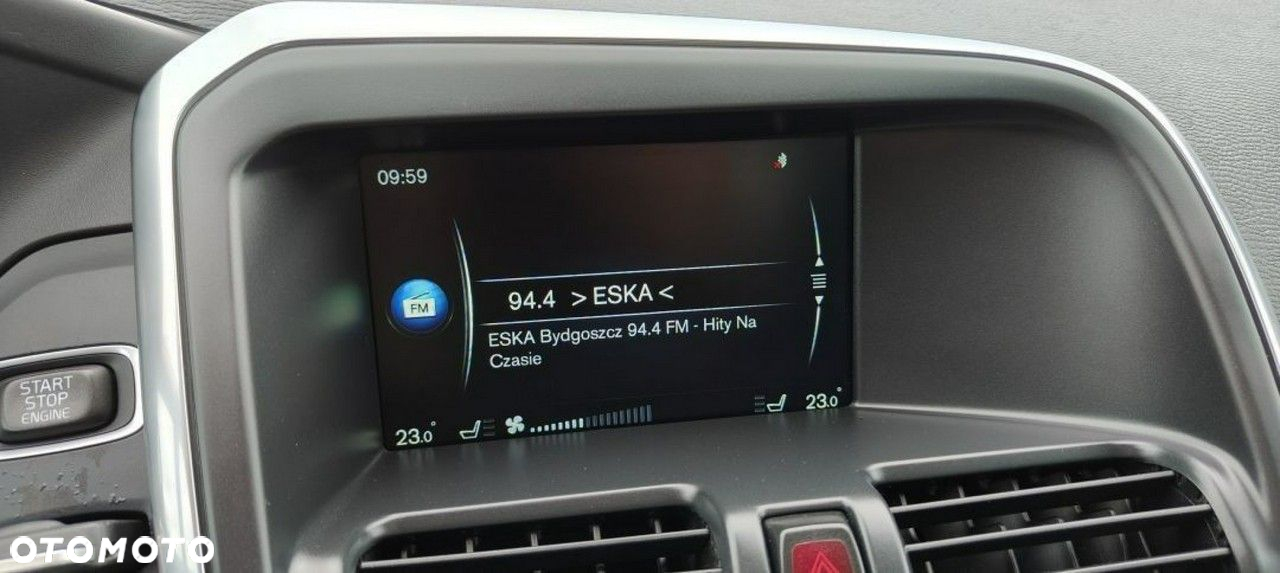 09:59
FM
94.4 > ESKA <
ESKA Bydgoszcz 94.4 FM - Hity Na
Czasie
START
STOP
ENGINE
23.0°
23.0°
OTOMOTO